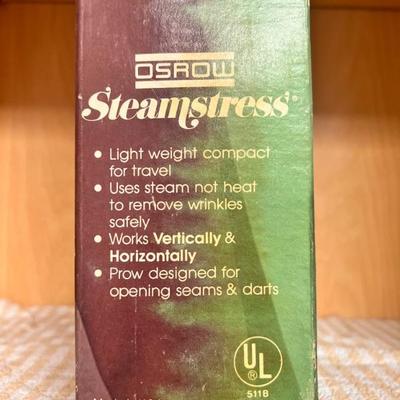 OSROW
Steamstress®
• Light weight compact
for travel
• Uses steam not heat
to remove wrinkles
safely
• Works Vertically &
Horizontally
• Prow designed for
opening seams & darts
UL®
511B